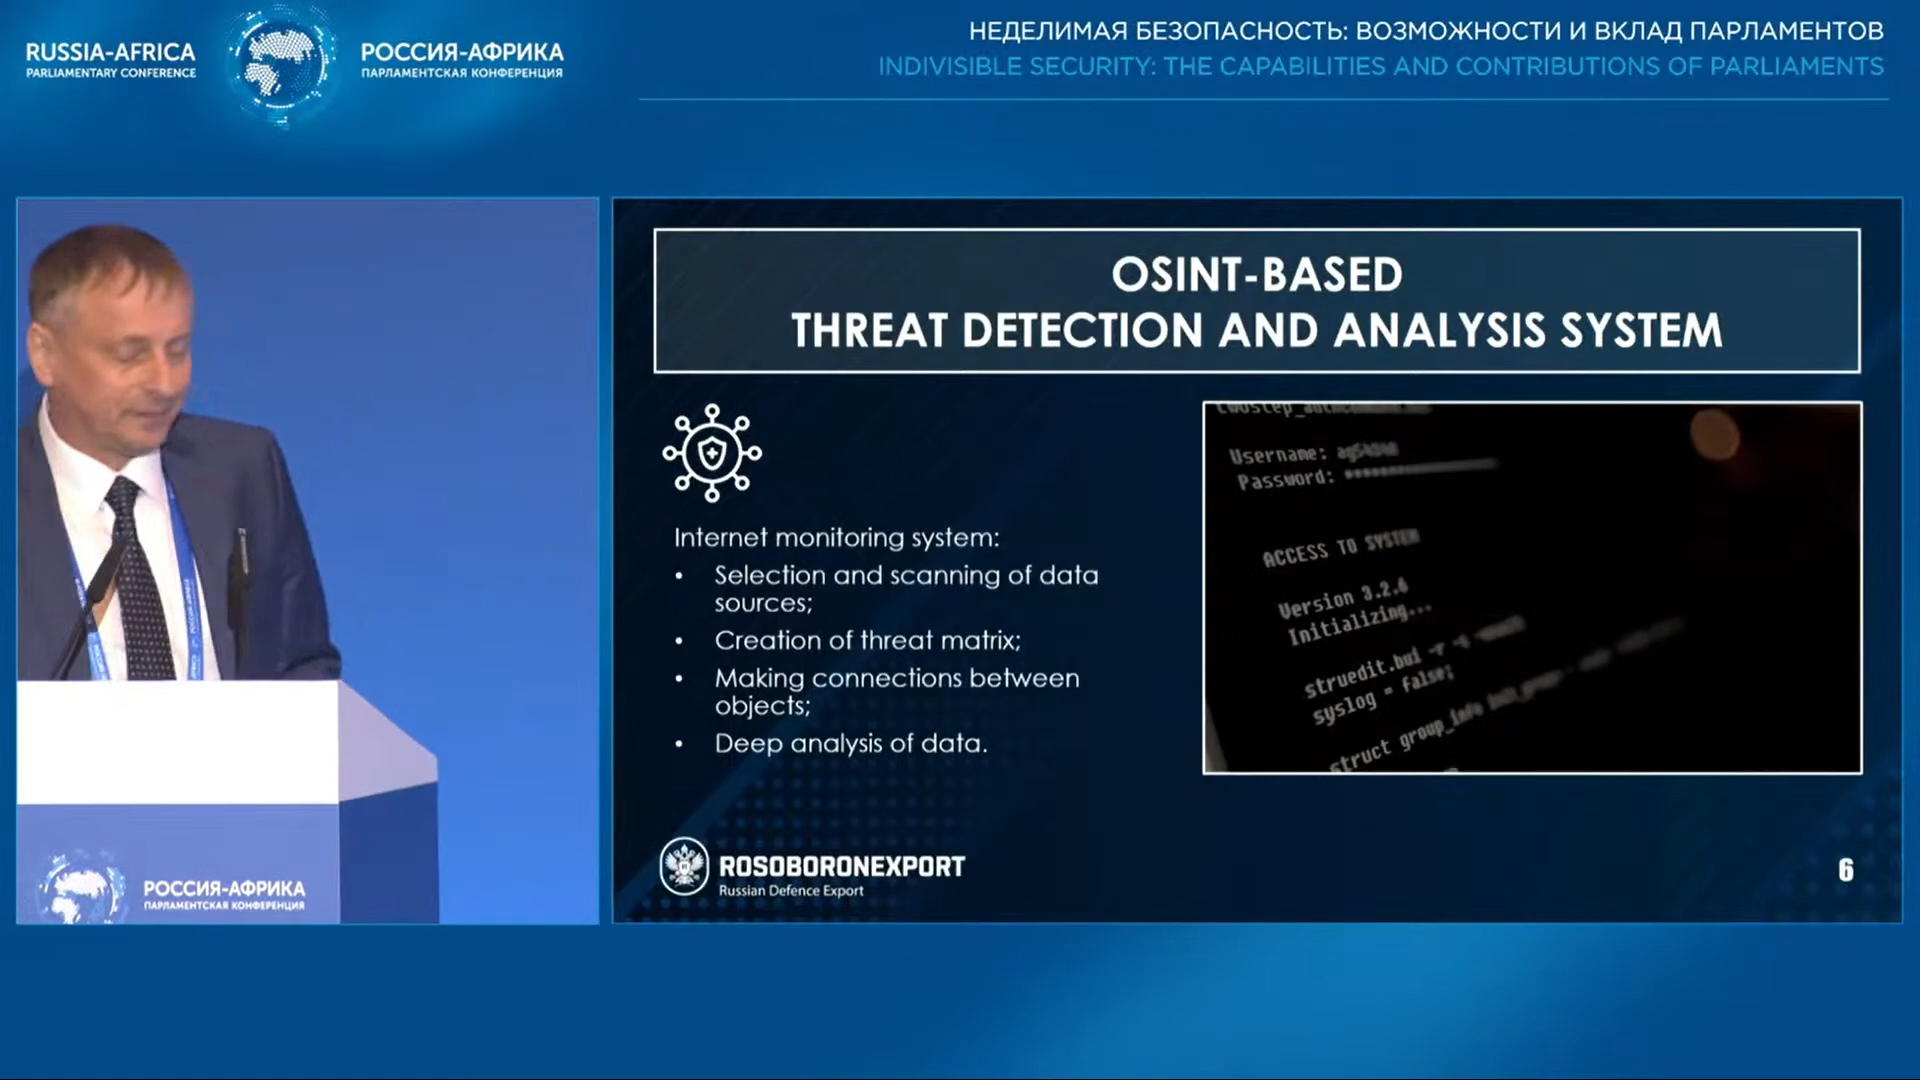 RUSSIA-AFRICA
PARLIAMENTARY CONFERENCE
РОССИЯ-АФРИКА
ПАРЛАМЕНТСКАЯ КОНФЕРЕНЦИЯ
НЕДЕЛИМАЯ БЕЗОПАСНОСТЬ: ВОЗМОЖНОСТИ И ВКЛАД ПАРЛАМЕНТОВ
INDIVISIBLE SECURITY: THE CAPABILITIES AND CONTRIBUTIONS OF PARLIAMENTS
OSINT-BASED
THREAT DETECTION AND ANALYSIS SYSTEM
Internet monitoring system:
• Selection and scanning of data
sources;
• Creation of threat matrix;
• Making connections between
objects;
• Deep analysis of data.
Username:
Password:
ACCESS TO SYSTEM
Version 3.2.4
Initializing...
struedit.bui -r
syslog = false;
struct group_info
ROSOBORONEXPORT
Russian Defence Export
6
РОССИЯ-АФРИКА
ПАРЛАМЕНТСКАЯ КОНФЕРЕНЦИЯ